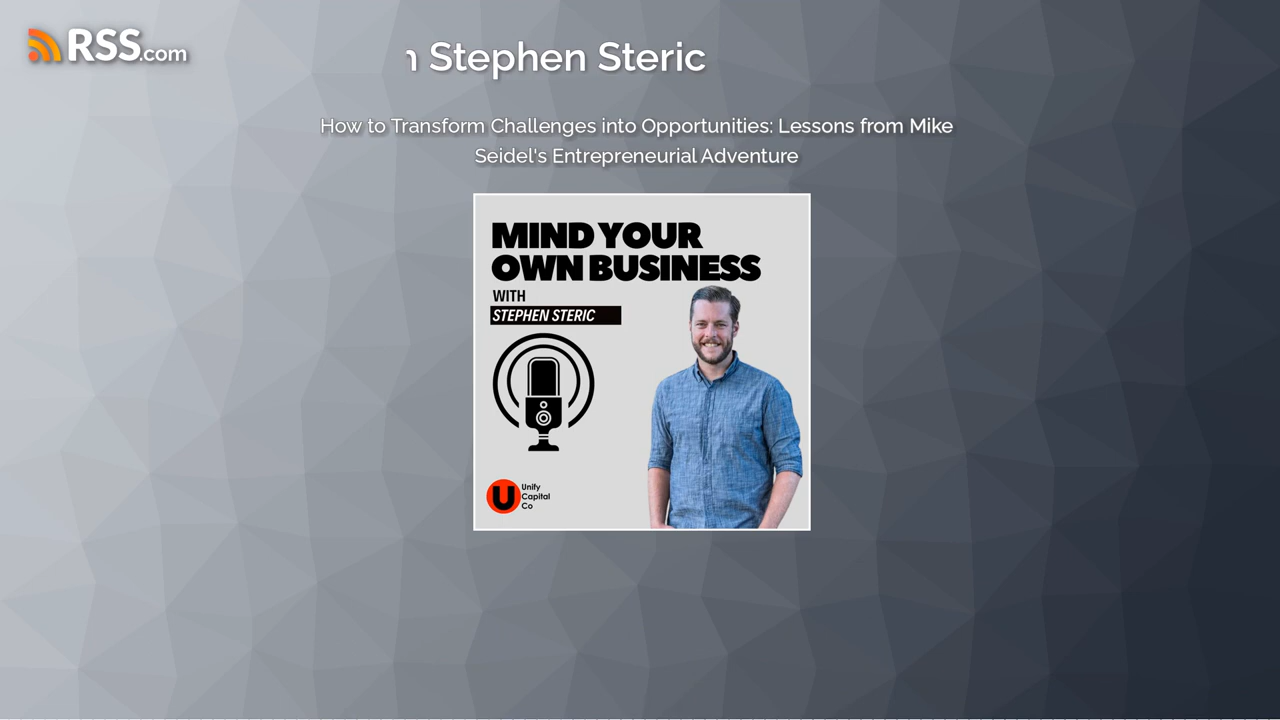 RSS.com
n Stephen Steric
How to Transform Challenges into Opportunities: Lessons from Mike
Seidel's Entrepreneurial Adventure
MIND YOUR
OWN BUSINESS
WITH
STEPHEN STERIC
U
Unify
Capital
Co